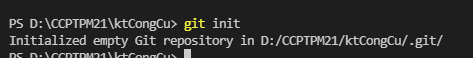 PS D:\CCPTPM21\ktCongCu> git init
Initialized empty Git repository in D:/CCPTPM21/ktCongCu/.git/
PS D:\CCPTPM21\ktCongCu>